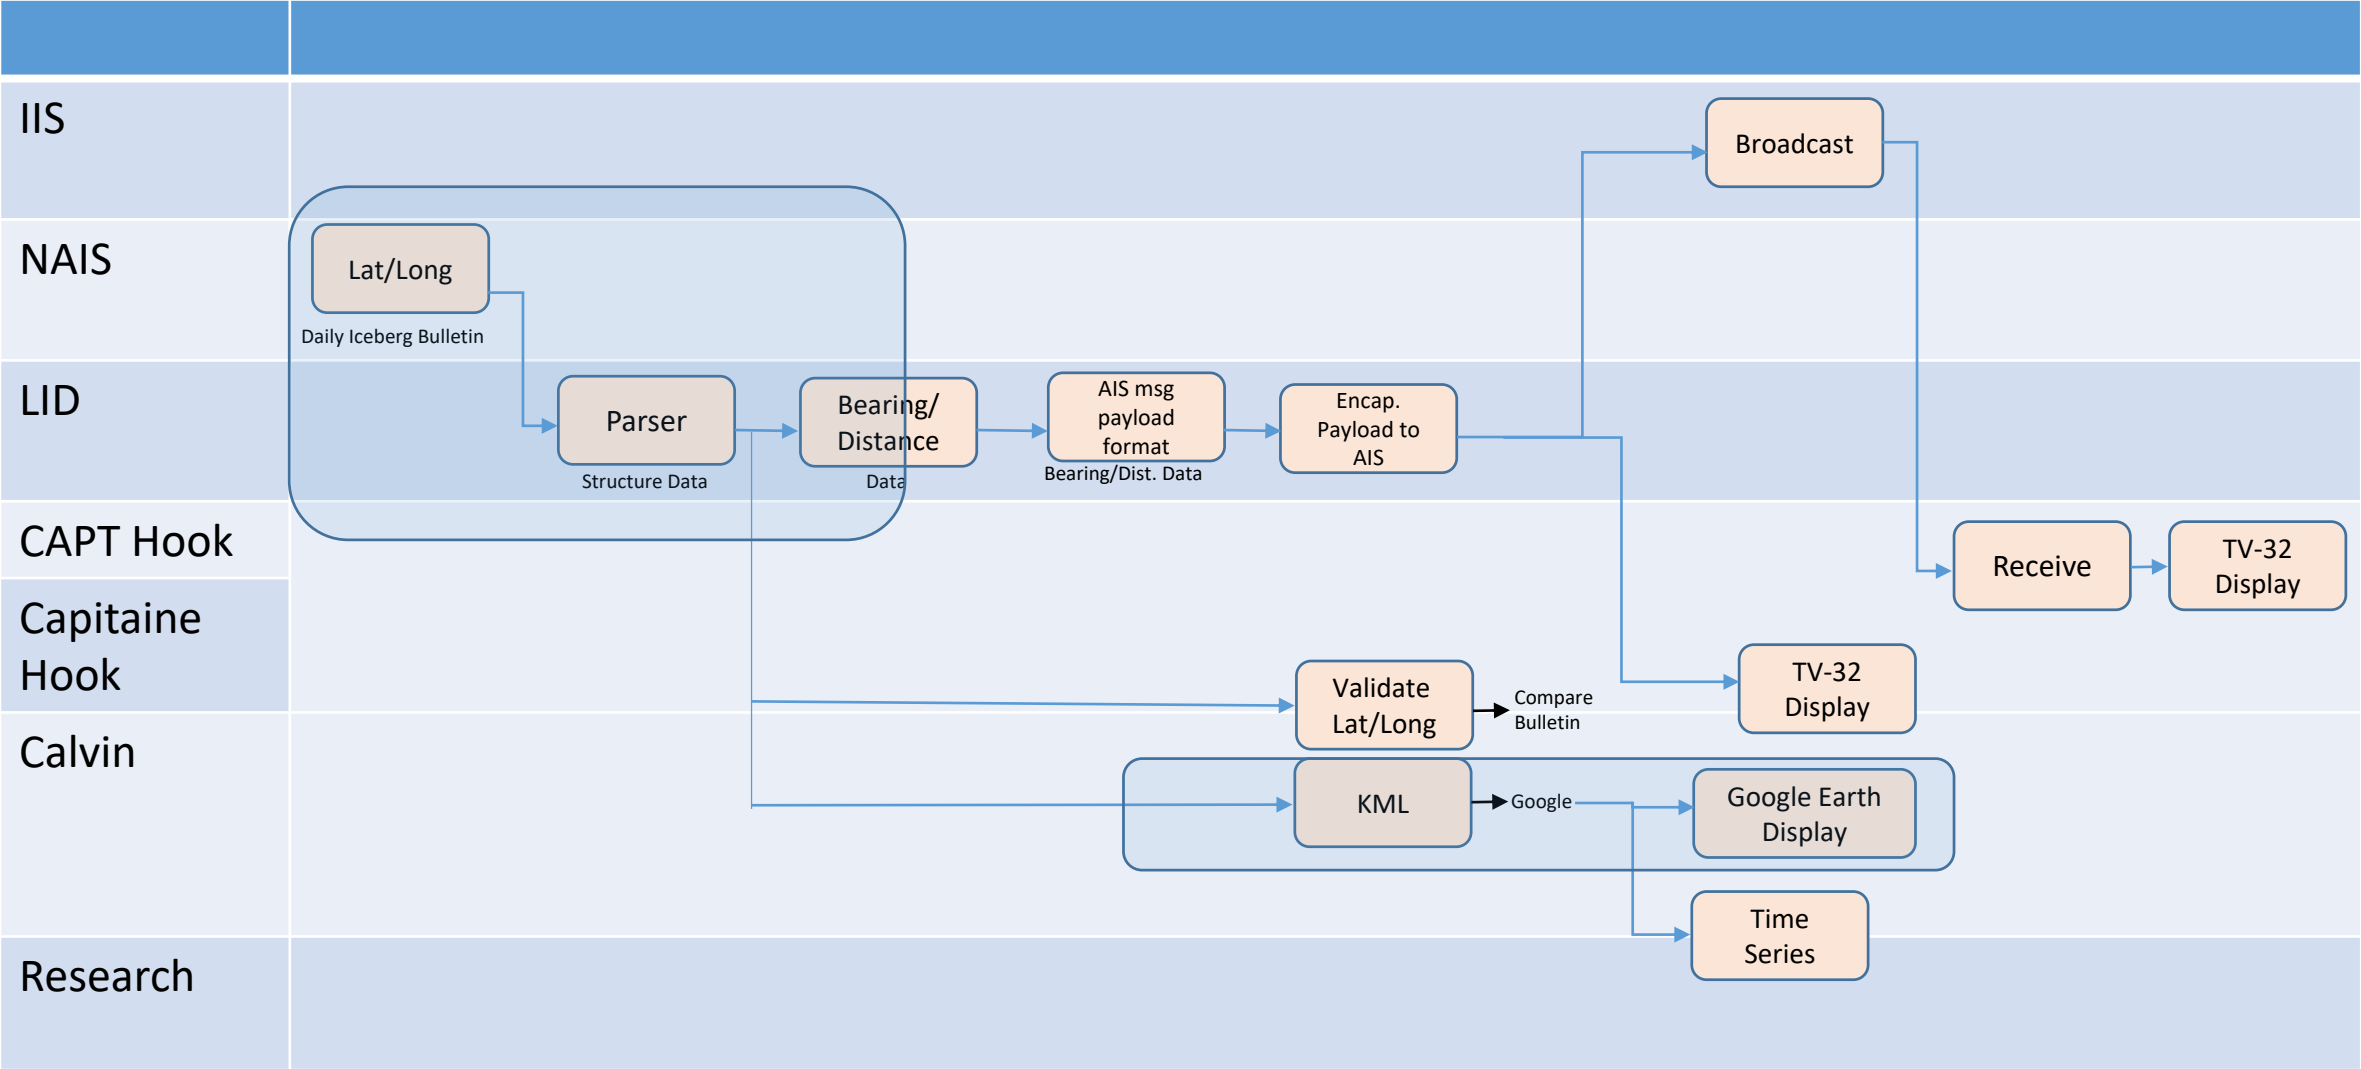 IIS
Broadcast
NAIS
Lat/Long
Daily Iceberg Bulletin
LID
Parser
Structure Data
Bearing/
Distance
Data
AIS msg
payload
format
Bearing/Dist. Data
Encap.
Payload to
AIS
CAPT Hook
Receive
TV-32
Display
Capitaine
Hook
Validate
Lat/Long
Compare
Bulletin
TV-32
Display
Calvin
KML
Google
Google Earth
Display
Time
Series
Research